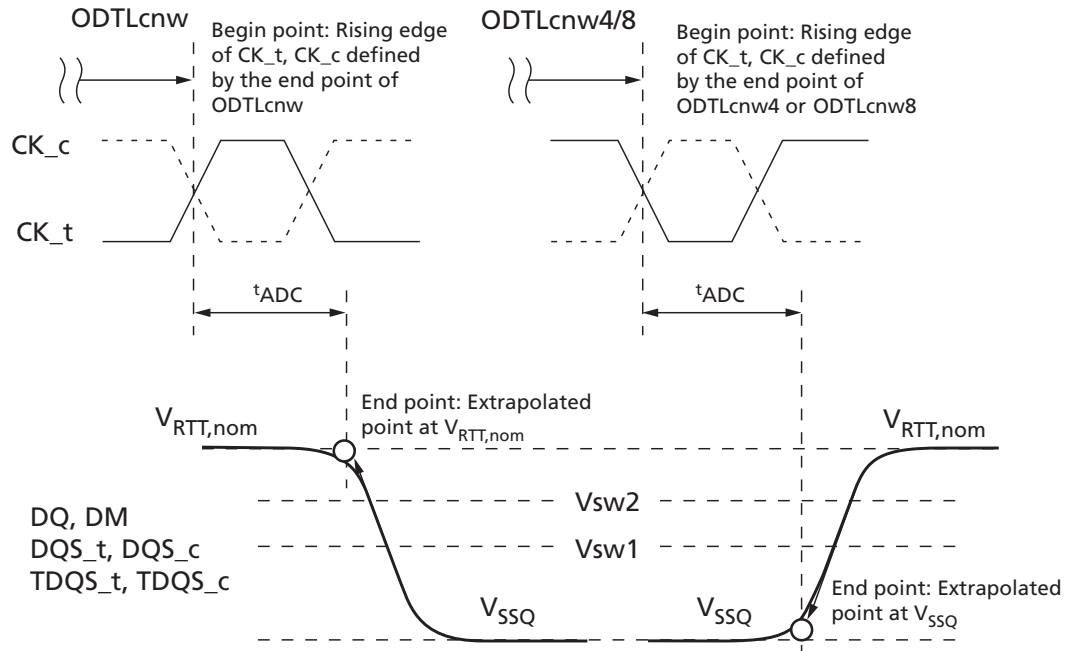 ODTLcnw
Begin point: Rising edge
of CK_t, CK_c defined
by the end point of
ODTLcnw
ODTLcnw4/8
Begin point: Rising edge
of CK_t, CK_c defined
by the end point of
ODTLcnw4 or ODTLcnw8
CK_c
CK_t
tADC
tADC
End point: Extrapolated
point at VRTT,nom
VRTT,nom
VRTT,nom
Vsw2
DQ, DM
DQS_t, DQS_c
TDQS_t, TDQS_c
Vsw1
VSSQ
VSSQ
End point: Extrapolated
point at VSSQ